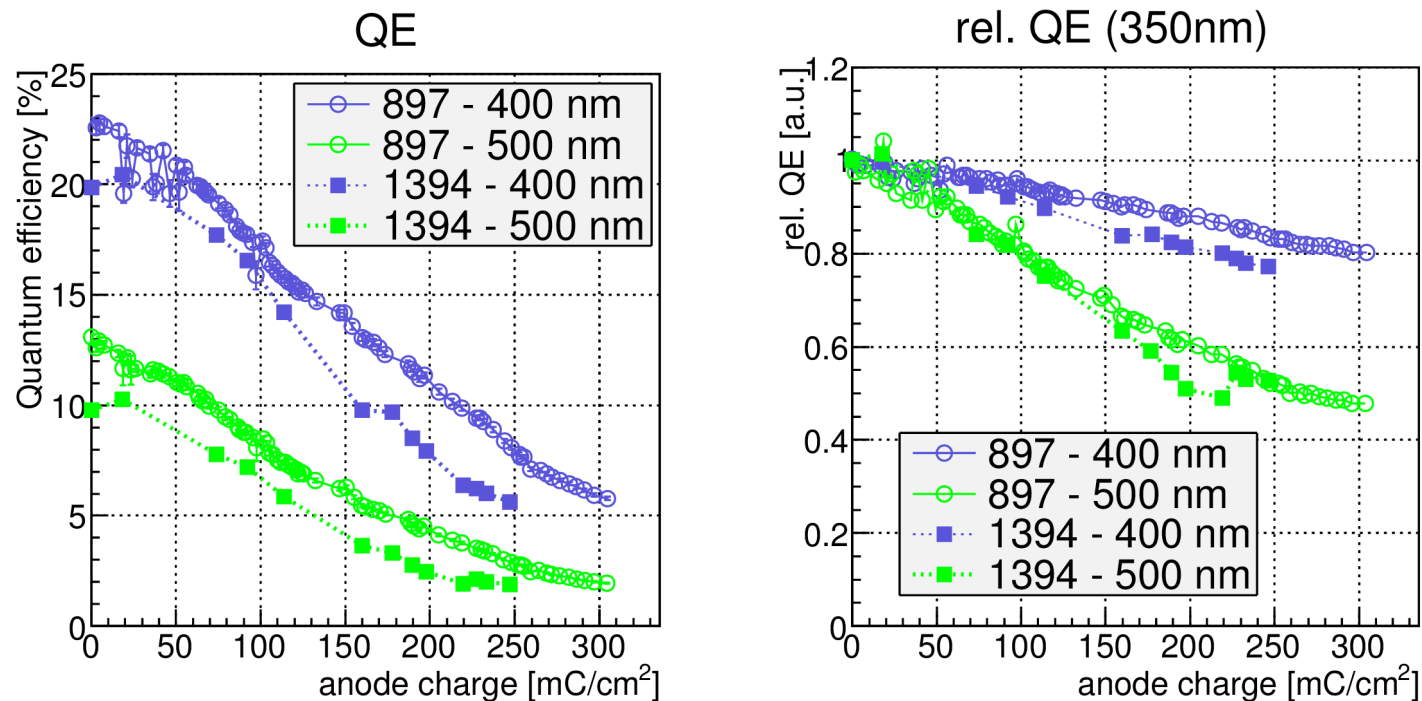 QE
Quantum efficiency [%]
25
20
15
10
5
0
897 - 400 nm
897 - 500 nm
1394 - 400 nm
1394 - 500 nm
0 50 100 150 200 250 300
anode charge [mC/cm²]
rel. QE (350nm)
rel. QE [a.u.]
1.2
1
0.8
0.6
0.4
0.2
0
897 - 400 nm
897 - 500 nm
1394 - 400 nm
1394 - 500 nm
0 50 100 150 200 250 300
anode charge [mC/cm²]